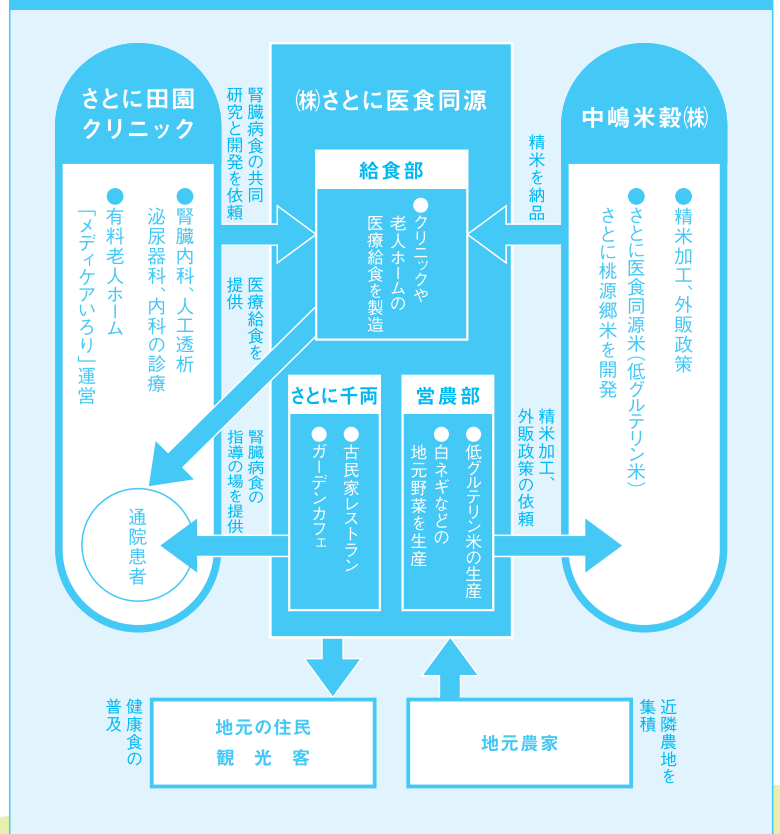 さとに田園
クリニック
●腎臓内科、人工透析
泌尿器科、内科の診療
●有料老人ホーム
「メディケアいろり」運営
通院患者
腎臓病食の共同
研究と開発を依頼
医療給食を
提供
腎臓病食の
指導の場を提供
㈱さとに医食同源
給食部
●クリニックや
老人ホームの
医療給食を製造
さとに千両
●古民家レストラン
●ガーデンカフェ
営農部
●低グルテリン米の生産
●白ネギなどの
地元野菜を生産
精米を納品
精米加工、
外販政策の依頼
中嶋米穀㈱
●精米加工、外販政策
●さとに医食同源米(低グルテリン米)
さとに桃源郷米を開発
健康食の
普及
地元の住民
観光客
地元農家
近隣農地を
集積